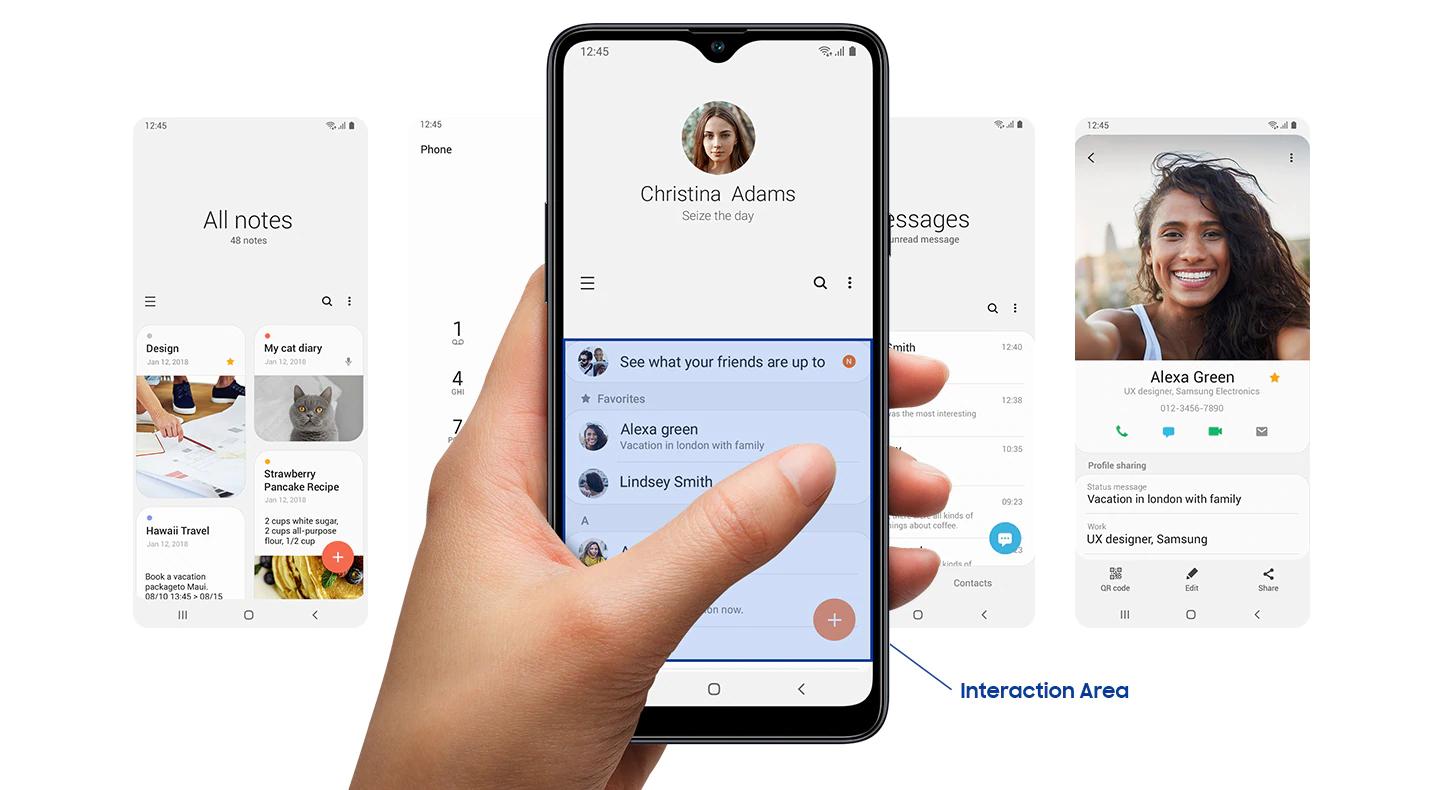 12:45
All notes
48 notes
Design
Jan 12, 2018
My cat diary
Jan 12, 2018
Strawberry
Pancake Recipe
Jan 12, 2018
2 cups white sugar,
2 cups all-purpose
flour, 1/2 cup
Hawaii Travel
Jan 12, 2018
Book a vacation
packageto Maui.
08/10 13:45 > 08/15
12:45
Phone
1
4
GHI
7
12:45
Christina Adams
Seize the day
See what your friends are up to
N
Favorites
Alexa green
Vacation in london with family
Lindsey Smith
A
on now.
essages
unread message
Smith
12:40
12:38
was the most interesting
10:35
09:23
all kinds of
ings about coffee.
kinds of
Contacts
12:45
Alexa Green
UX designer, Samsung Electronics
012-3456-7890
Profile sharing
Status message
Vacation in london with family
Work
UX designer, Samsung
QR code
Edit
Share
Interaction Area